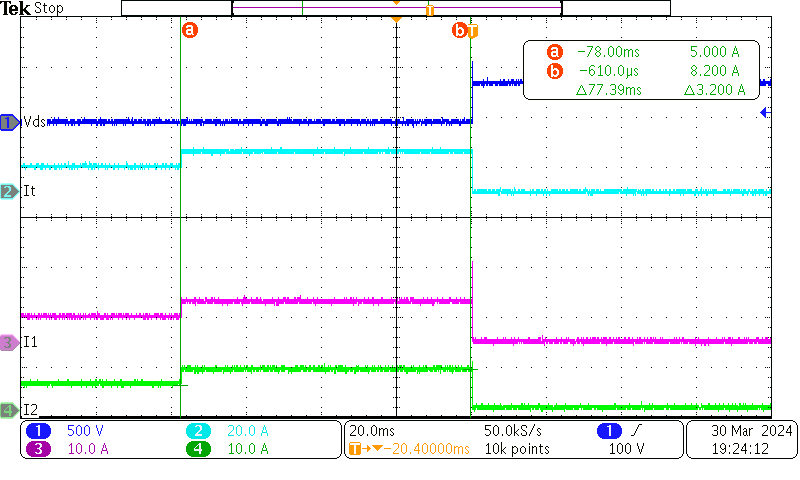 Tek Stop
a
b T
T
a −78.00ms 5.000 A
b −610.0µs 8.200 A
Δ77.39ms Δ3.200 A
1 Vds
2 It
3 I1
4 I2
1 500 V 2 20.0 A 20.0ms 50.0kS/s 1 30 Mar 2024
3 10.0 A 4 10.0 A T→▼−20.40000ms 10k points 100 V 19:24:12